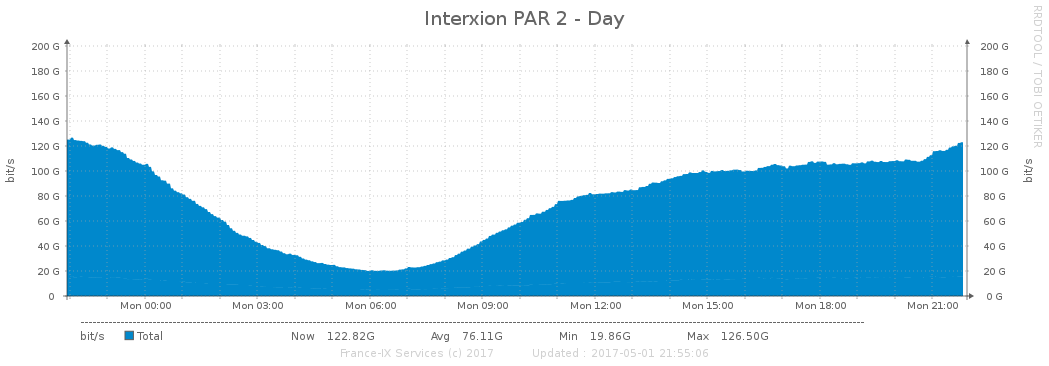 Interxion PAR 2 - Day
RRDTOOL / TOBI OETIKER
200 G 200 G
180 G 180 G
160 G 160 G
140 G 140 G
120 G 120 G
100 G 100 G
80 G 80 G
60 G 60 G
40 G 40 G
20 G 20 G
0 0 G
bit/s bit/s
Mon 00:00 Mon 03:00 Mon 06:00 Mon 09:00 Mon 12:00 Mon 15:00 Mon 18:00 Mon 21:00
bit/s Total Now 122.82G Avg 76.11G Min 19.86G Max 126.50G
France-IX Services (c) 2017 Updated : 2017-05-01 21:55:06